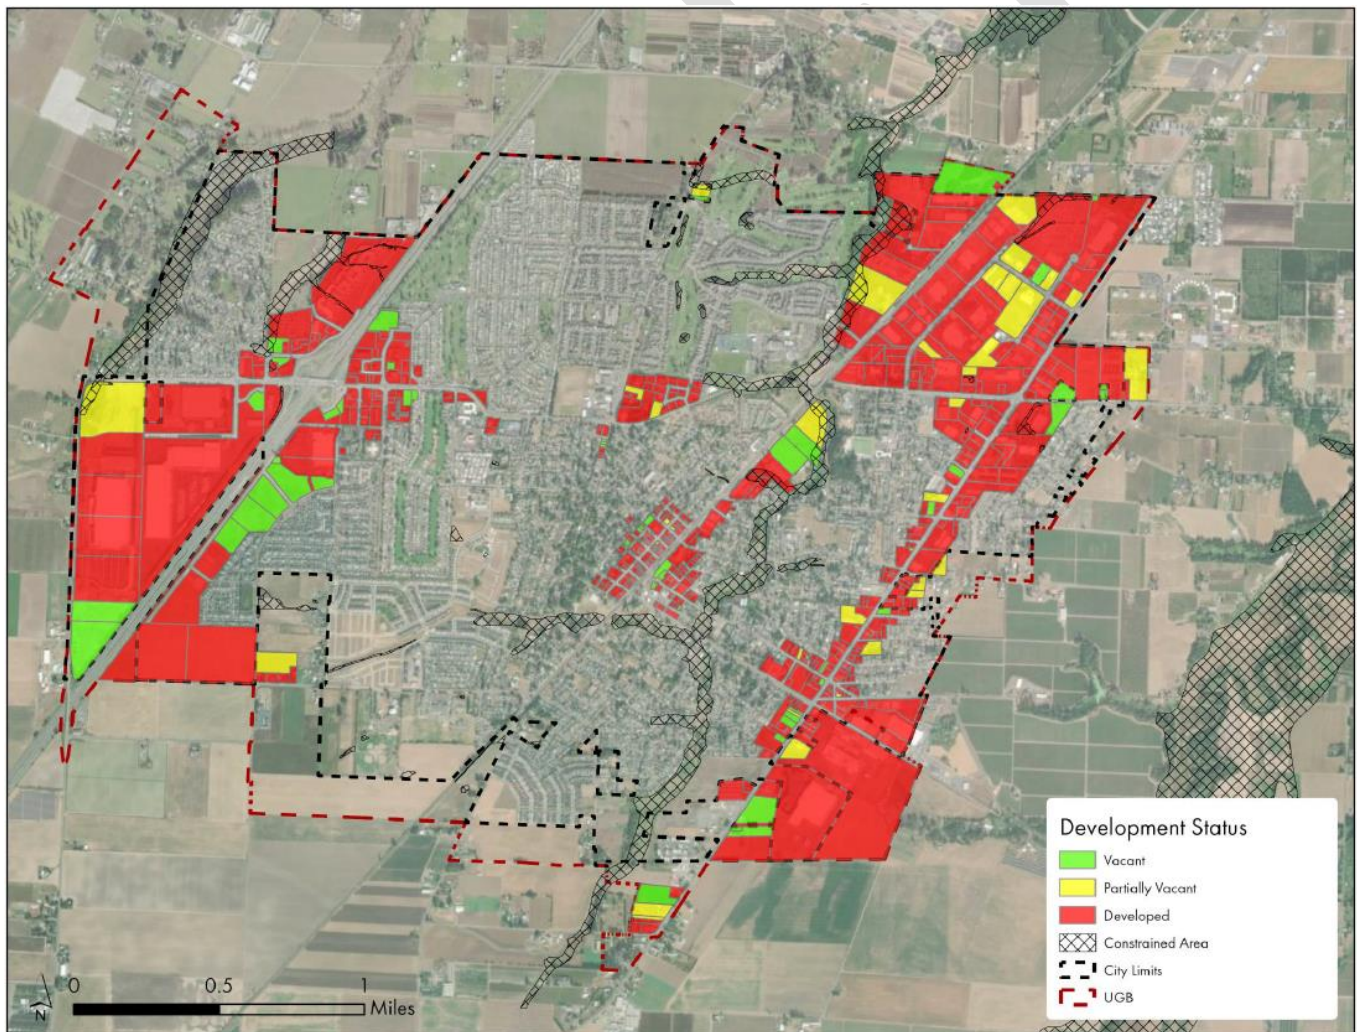 Development Status
Vacant
Partially Vacant
Developed
Constrained Area
City Limits
UGB
0 0.5 1
Miles
N